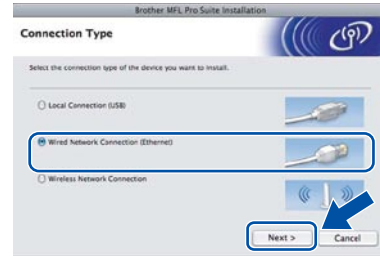 Brother MFL Pro Suite Installation
Connection Type
Select the connection type of the device you want to install.
Local Connection (USB)
Wired Network Connection (Ethernet)
Wireless Network Connection
Next >
Cancel